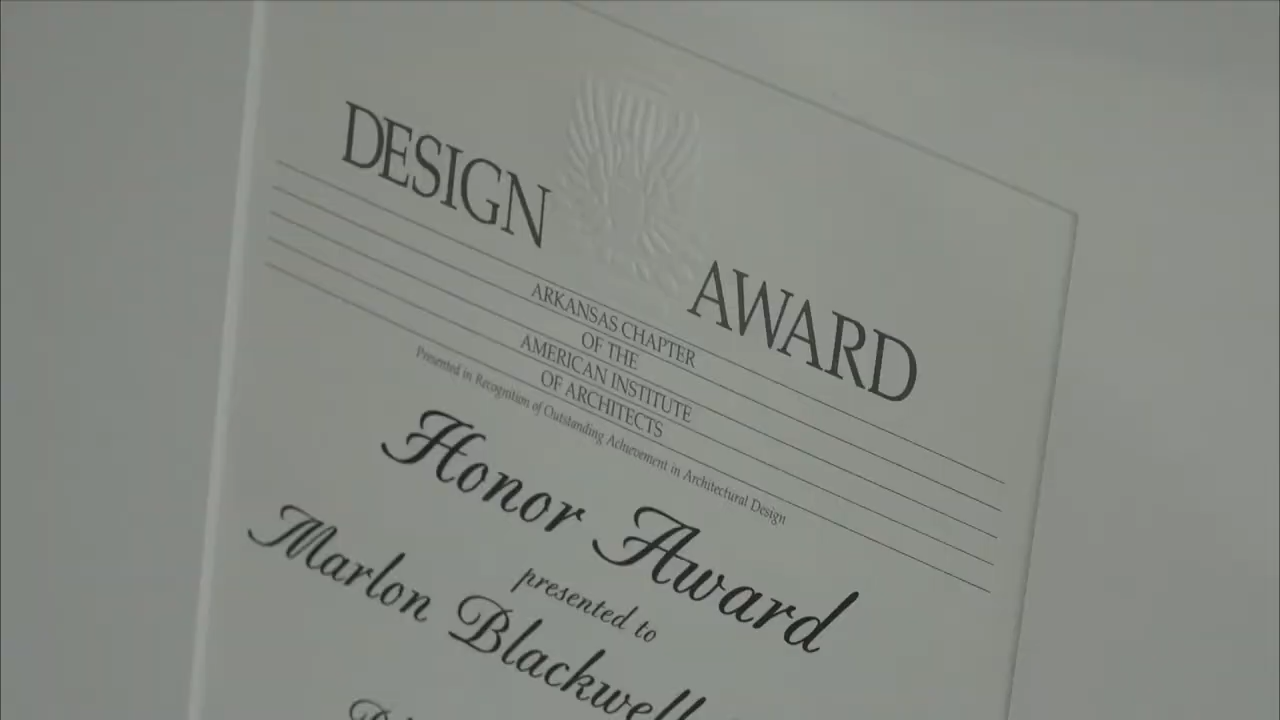 DESIGN AWARD
ARKANSAS CHAPTER
OF THE
AMERICAN INSTITUTE
OF ARCHITECTS
Presented in Recognition of Outstanding Achievement in Architectural Design
Honor Award
presented to
Marlon Blackwell